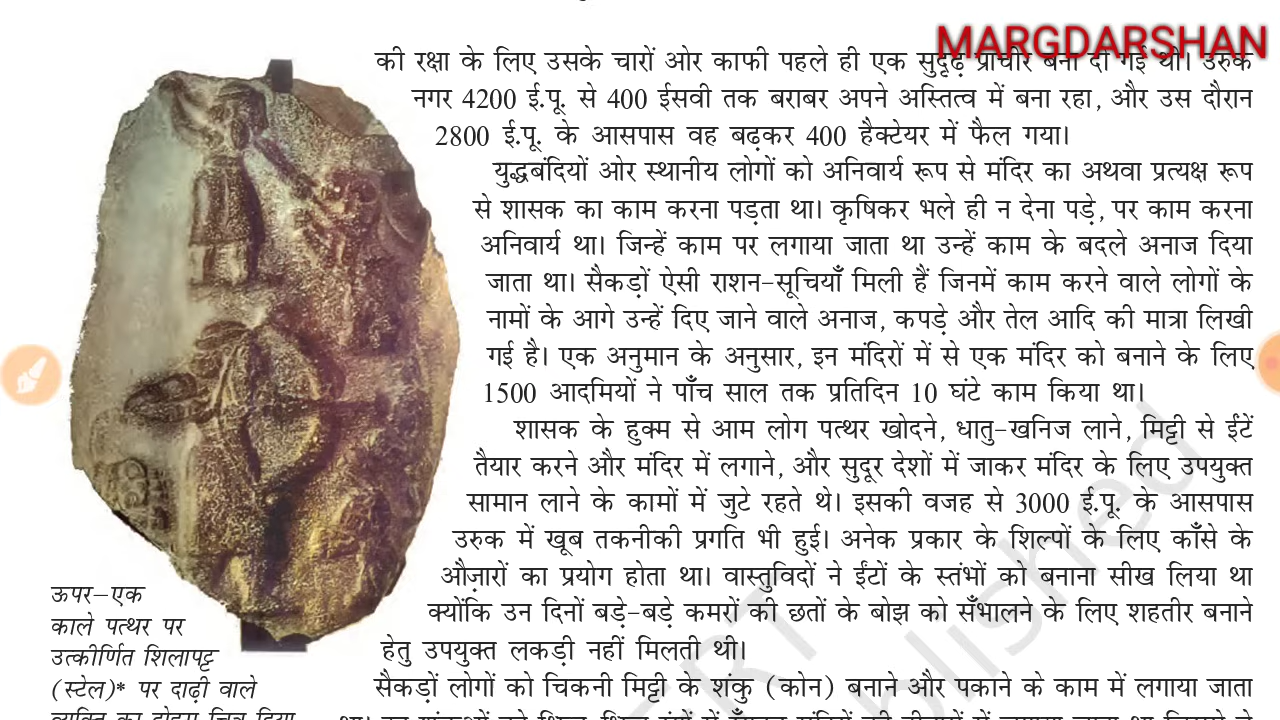 MARGDARSHAN
की रक्षा के लिए उसके चारों ओर काफी पहले ही एक सुदृढ़ प्राचीर बना दी गई थी। उरुक
नगर 4200 ई.पू. से 400 ईसवी तक बराबर अपने अस्तित्व में बना रहा, और उस दौरान
2800 ई.पू. के आसपास वह बढ़कर 400 हैक्टेयर में फैल गया।
युद्धबंदियों ओर स्थानीय लोगों को अनिवार्य रूप से मंदिर का अथवा प्रत्यक्ष रूप
से शासक का काम करना पड़ता था। कृषिकर भले ही न देना पड़े, पर काम करना
अनिवार्य था। जिन्हें काम पर लगाया जाता था उन्हें काम के बदले अनाज दिया
जाता था। सैकड़ों ऐसी राशन-सूचियाँ मिली हैं जिनमें काम करने वाले लोगों के
नामों के आगे उन्हें दिए जाने वाले अनाज, कपड़े और तेल आदि की मात्रा लिखी
गई है। एक अनुमान के अनुसार, इन मंदिरों में से एक मंदिर को बनाने के लिए
1500 आदमियों ने पाँच साल तक प्रतिदिन 10 घंटे काम किया था।
शासक के हुक्म से आम लोग पत्थर खोदने, धातु-खनिज लाने, मिट्टी से ईंटें
तैयार करने और मंदिर में लगाने, और सुदूर देशों में जाकर मंदिर के लिए उपयुक्त
सामान लाने के कामों में जुटे रहते थे। इसकी वजह से 3000 ई.पू. के आसपास
उरुक में खूब तकनीकी प्रगति भी हुई। अनेक प्रकार के शिल्पों के लिए काँसे के
औज़ारों का प्रयोग होता था। वास्तुविदों ने ईंटों के स्तंभों को बनाना सीख लिया था
क्योंकि उन दिनों बड़े-बड़े कमरों की छतों के बोझ को सँभालने के लिए शहतीर बनाने
हेतु उपयुक्त लकड़ी नहीं मिलती थी।
सैकड़ों लोगों को चिकनी मिट्टी के शंकु (कोन) बनाने और पकाने के काम में लगाया जाता
ऊपर-एक
काले पत्थर पर
उत्कीर्णित शिलापट्ट
(स्टेल)* पर दाढ़ी वाले